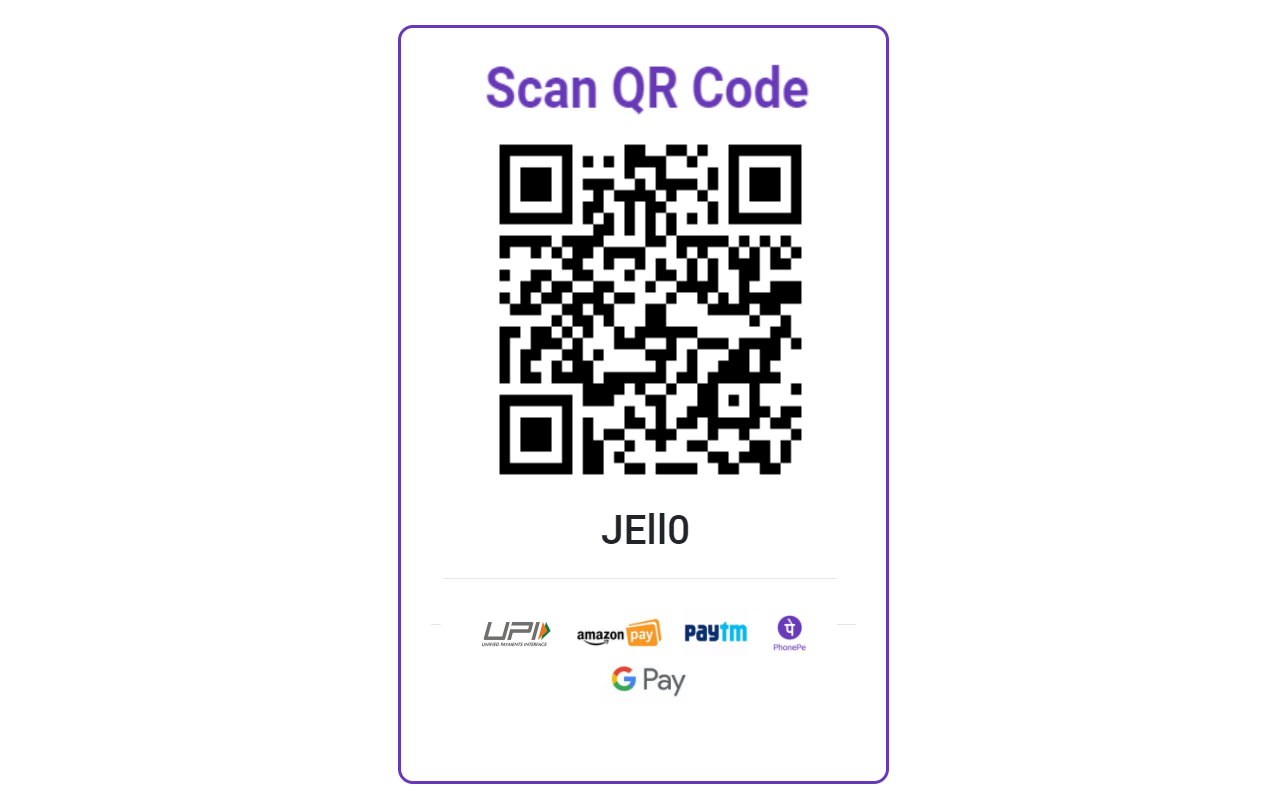 Scan QR Code
JEll0
UPI
UNIFIED PAYMENTS INTERFACE
amazon pay
paytm
पे
PhonePe
G Pay